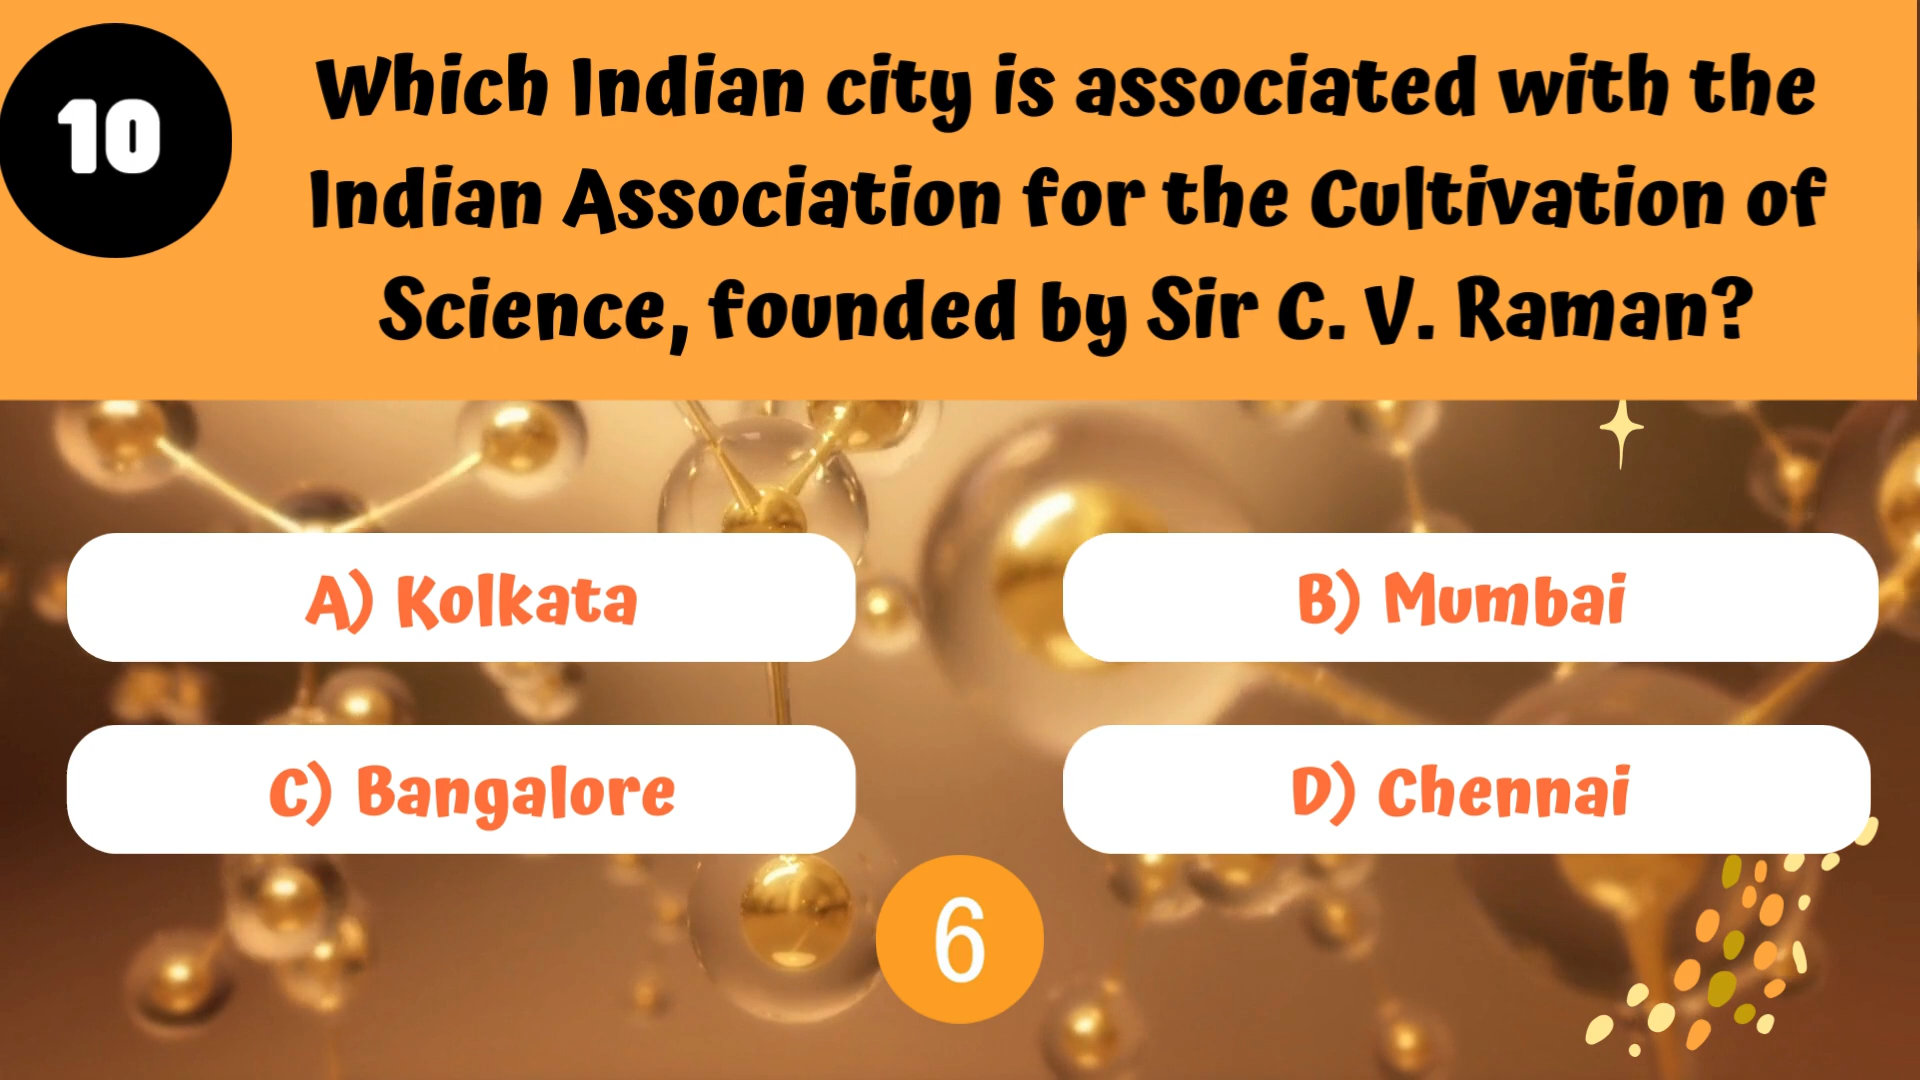 10
Which Indian city is associated with the
Indian Association for the Cultivation of
Science, founded by Sir C. V. Raman?
A) Kolkata
B) Mumbai
C) Bangalore
D) Chennai
6